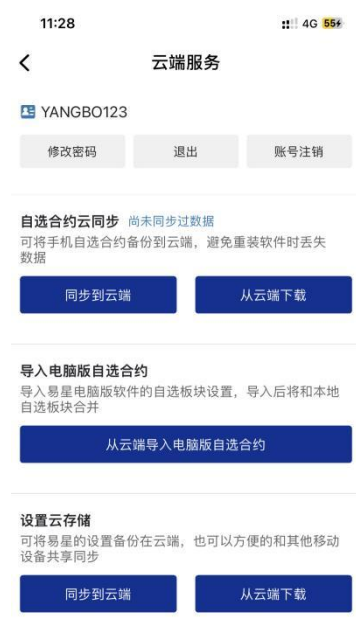 11:28
4G 55
云端服务
YANGBO123
修改密码 退出 账号注销
自选合约云同步 尚未同步过数据
可将手机自选合约备份到云端，避免重装软件时丢失
数据
同步到云端 从云端下载
导入电脑版自选合约
导入易星电脑版软件的自选板块设置，导入后将和本地
自选板块合并
从云端导入电脑版自选合约
设置云存储
可将易星的设置备份在云端，也可以方便的和其他移动
设备共享同步
同步到云端 从云端下载